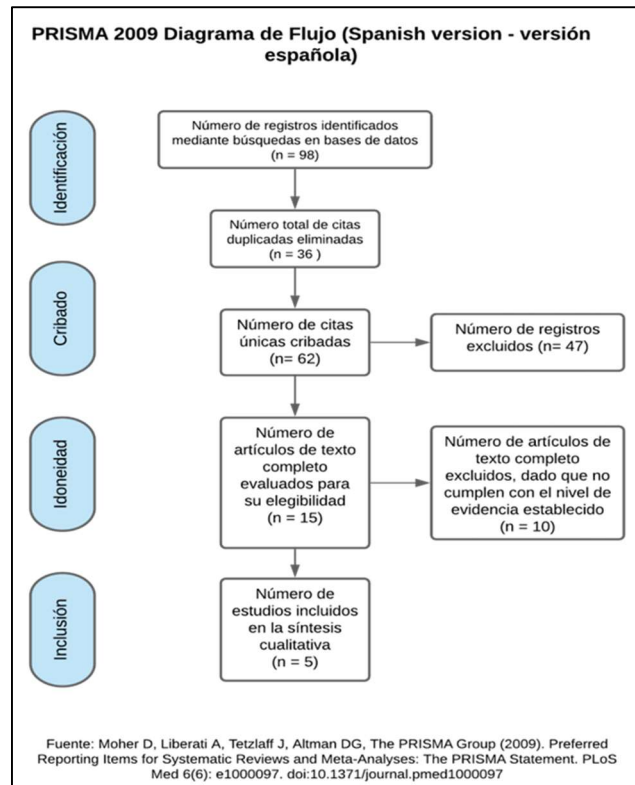 PRISMA 2009 Diagrama de Flujo (Spanish version - versión
española)
Identificación
Número de registros identificados
mediante búsquedas en bases de datos
(n = 98)
Número total de citas
duplicadas eliminadas
(n = 36 )
Cribado
Número de citas
únicas cribadas
(n= 62)
Número de registros
excluidos (n= 47)
Idoneidad
Número de
artículos de texto
completo
evaluados para
su elegibilidad
(n = 15)
Número de artículos de
texto completo
excluidos, dado que no
cumplen con el nivel de
evidencia establecido
(n = 10)
Inclusión
Número de
estudios incluidos
en la síntesis
cualitativa
(n = 5)
Fuente: Moher D, Liberati A, Tetzlaff J, Altman DG, The PRISMA Group (2009). Preferred
Reporting Items for Systematic Reviews and Meta-Analyses: The PRISMA Statement. PLoS
Med 6(6): e1000097. doi:10.1371/journal.pmed1000097